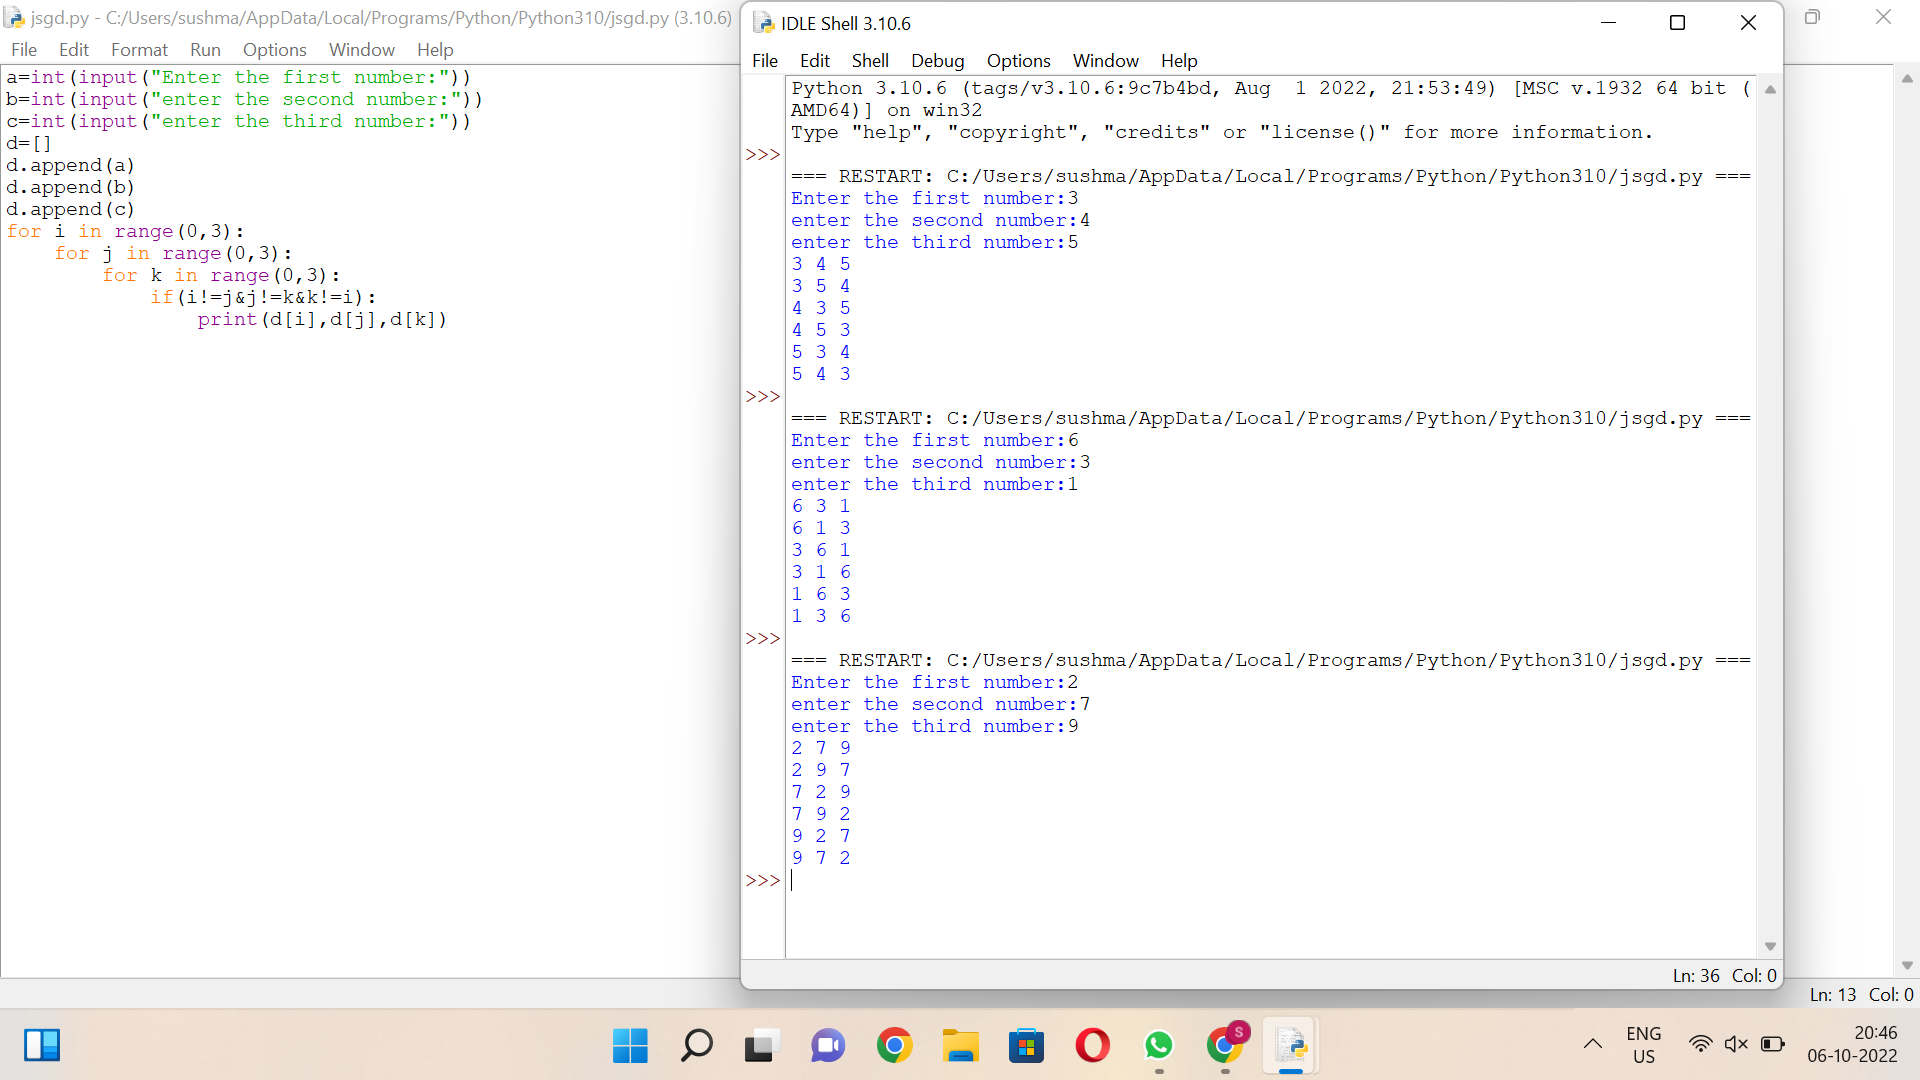 jsgd.py - C:/Users/sushma/AppData/Local/Programs/Python/Python310/jsgd.py (3.10.6)
File Edit Format Run Options Window Help
a=int(input("Enter the first number:"))
b=int(input("enter the second number:"))
c=int(input("enter the third number:"))
d=[]
d.append(a)
d.append(b)
d.append(c)
for i in range(0,3):
    for j in range(0,3):
        for k in range(0,3):
            if(i!=j&j!=k&k!=i):
                print(d[i],d[j],d[k])
IDLE Shell 3.10.6
File Edit Shell Debug Options Window Help
Python 3.10.6 (tags/v3.10.6:9c7b4bd, Aug  1 2022, 21:53:49) [MSC v.1932 64 bit (
AMD64)] on win32
Type "help", "copyright", "credits" or "license()" for more information.
>>>
=== RESTART: C:/Users/sushma/AppData/Local/Programs/Python/Python310/jsgd.py ===
Enter the first number:3
enter the second number:4
enter the third number:5
3 4 5
3 5 4
4 3 5
4 5 3
5 3 4
5 4 3
>>>
=== RESTART: C:/Users/sushma/AppData/Local/Programs/Python/Python310/jsgd.py ===
Enter the first number:6
enter the second number:3
enter the third number:1
6 3 1
6 1 3
3 6 1
3 1 6
1 6 3
1 3 6
>>>
=== RESTART: C:/Users/sushma/AppData/Local/Programs/Python/Python310/jsgd.py ===
Enter the first number:2
enter the second number:7
enter the third number:9
2 7 9
2 9 7
7 2 9
7 9 2
9 2 7
9 7 2
>>>
Ln: 36 Col: 0
Ln: 13 Col: 0
S
ENG
US
20:46
06-10-2022